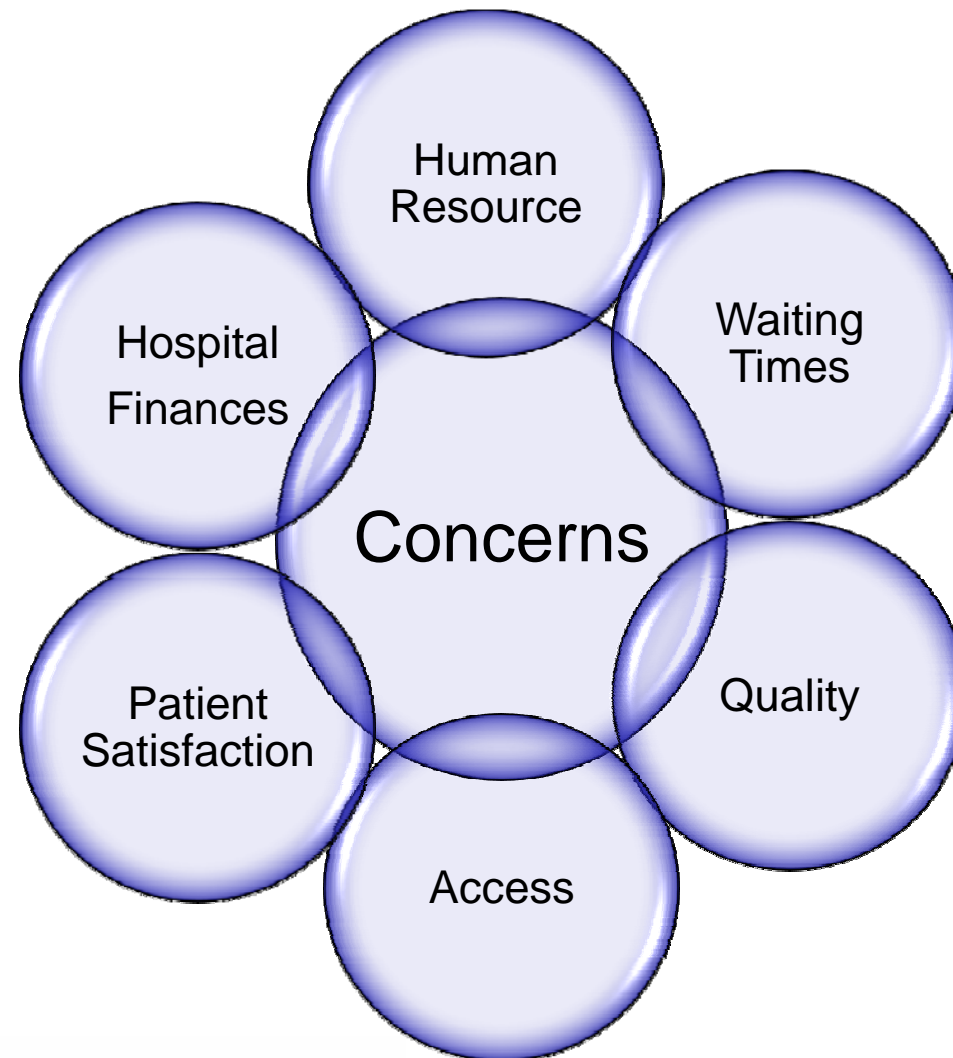 Human
Resource
Waiting
Times
Hospital
Finances
Concerns
Quality
Patient
Satisfaction
Access